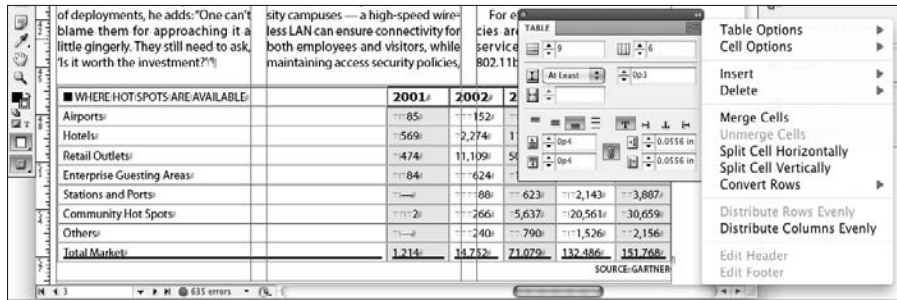 of deployments, he adds: "One can't
blame them for approaching it a
little gingerly. They still need to ask,
'Is it worth the investment?'"
sity campuses — a high-speed wire-
less LAN can ensure connectivity for
both employees and visitors, while
maintaining access security policies,
For e
cies are
service
802.11b
WHERE HOT SPOTS ARE AVAILABLE 2001 2002 2
Airports 85 152
Hotels 569 2,274 1
Retail Outlets 474 11,109 50
Enterprise Guesting Areas 84 624
Stations and Ports — 88 623 2,143 3,887
Community Hot Spots 2 266 5,637 20,561 30,659
Others — 240 790 1,526 2,156
Total Market 1,214 14,752 71,079 132,486 151,768
SOURCE: GARTNER
3 635 errors
TABLE
9 6
At Least 0p3
0p4 0.0556 in
0p4 0.0556 in
Table Options
Cell Options
Insert
Delete
Merge Cells
Unmerge Cells
Split Cell Horizontally
Split Cell Vertically
Convert Rows
Distribute Rows Evenly
Distribute Columns Evenly
Edit Header
Edit Footer